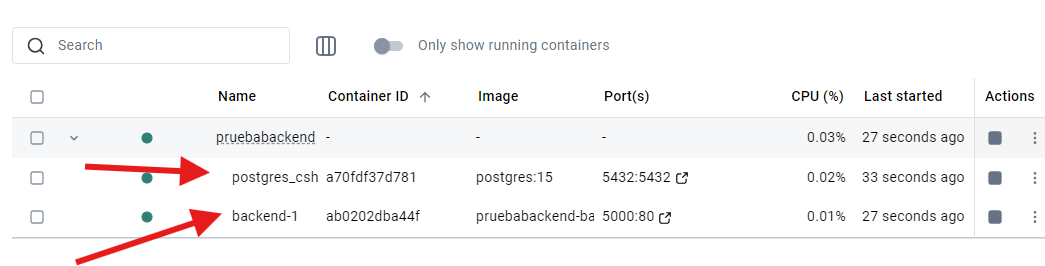 Search Only show running containers
Name Container ID Image Port(s) CPU (%) Last started Actions
pruebabackend - - - 0.03% 27 seconds ago
postgres_csh a70fdf37d781 postgres:15 5432:5432 0.02% 33 seconds ago
backend-1 ab0202dba44f pruebabackend-ba 5000:80 0.01% 27 seconds ago